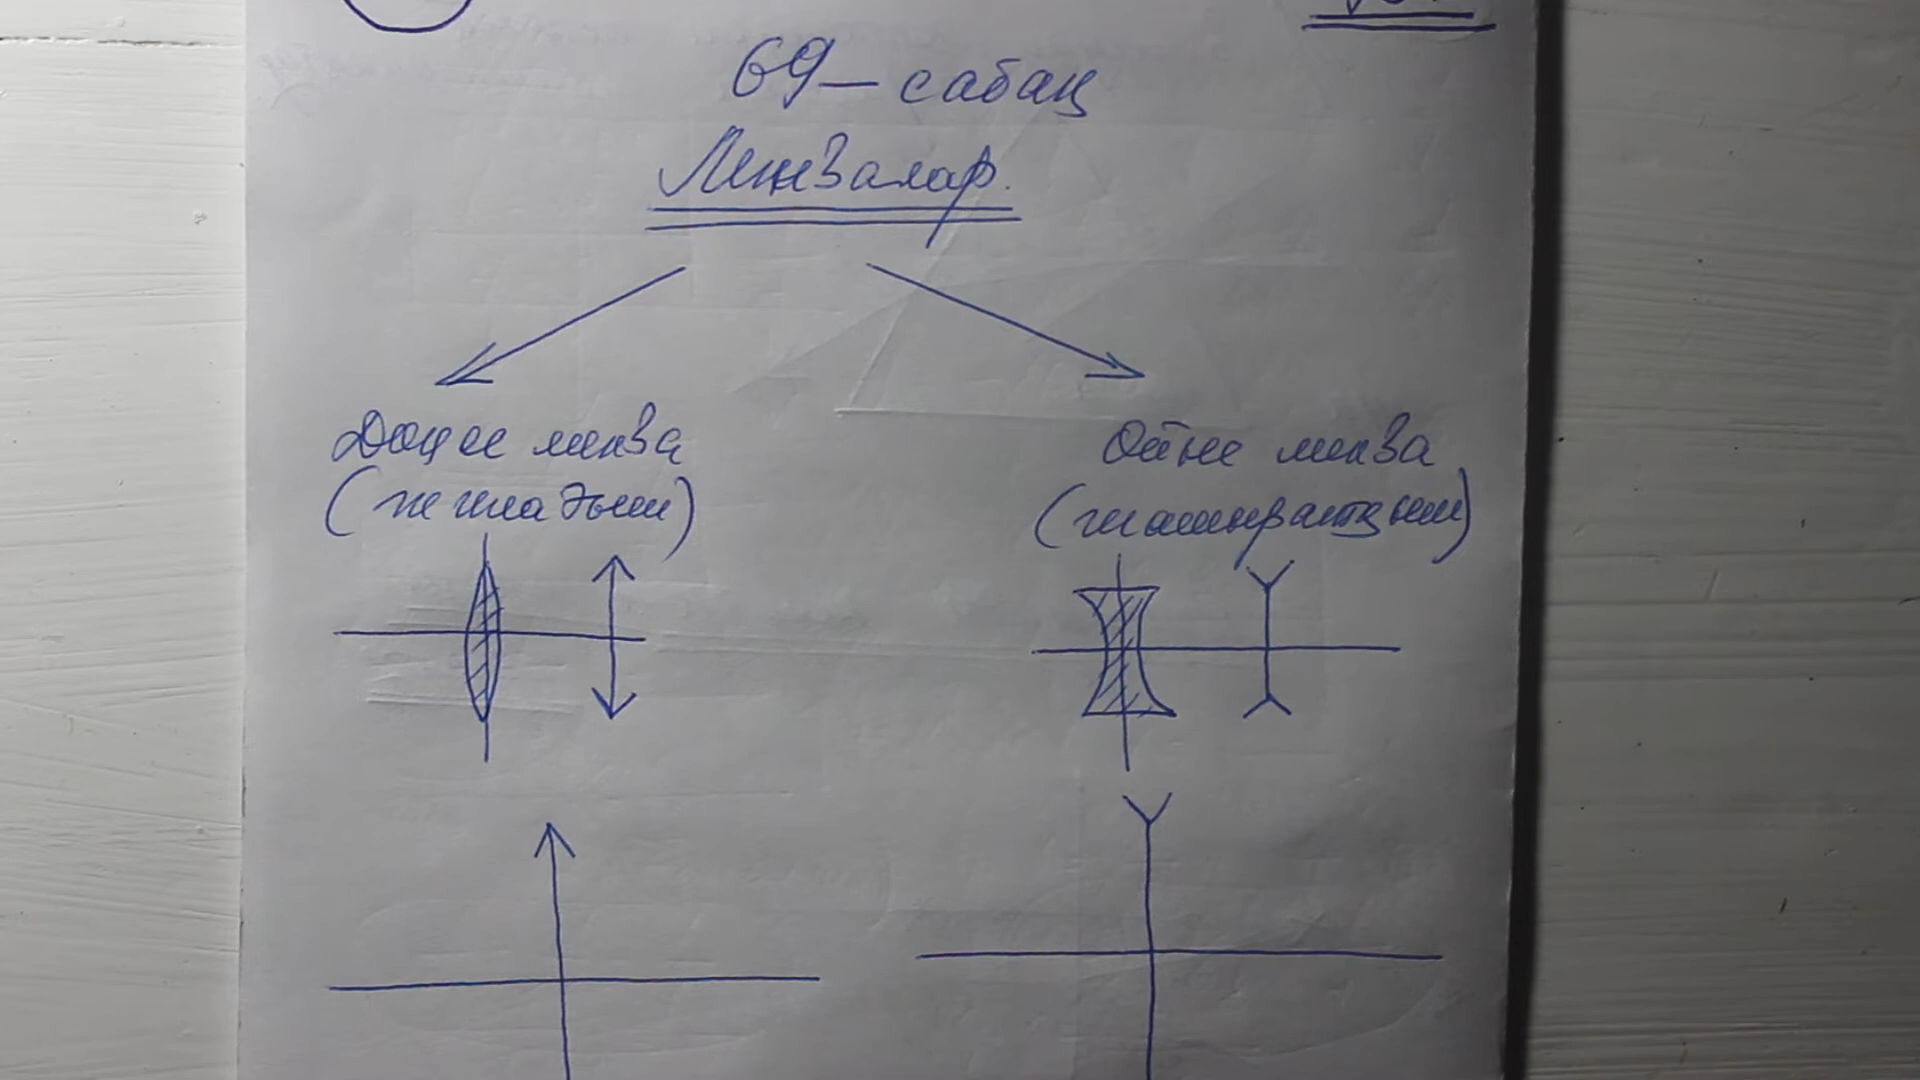 69 – сабақ
Линзалар.
Дөңес линза
(жинағыш)
Ойыс линза
(шашыратқыш)